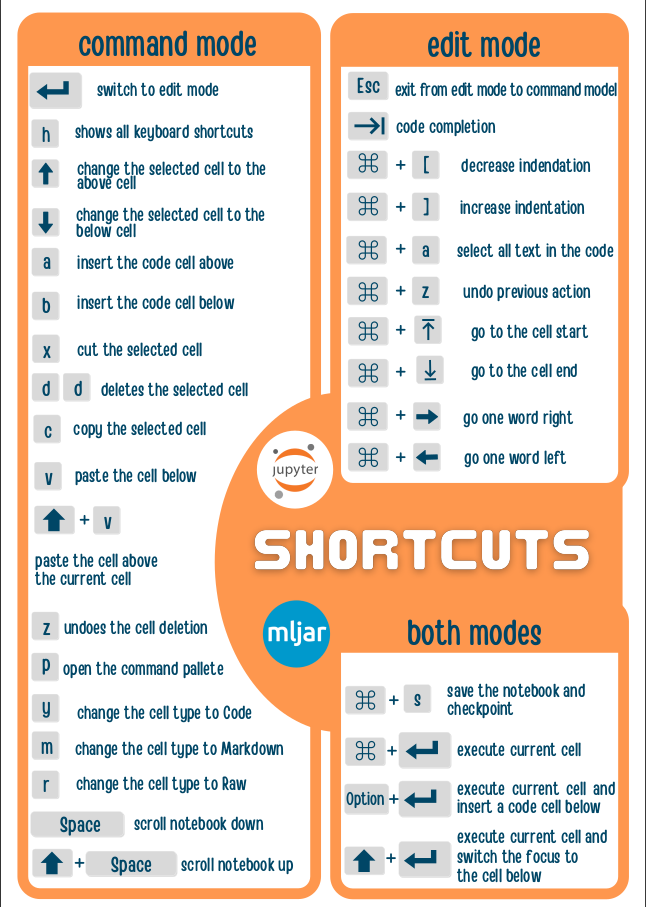 command mode
switch to edit mode
h shows all keyboard shortcuts
change the selected cell to the
above cell
change the selected cell to the
below cell
a insert the code cell above
b insert the code cell below
x cut the selected cell
d d deletes the selected cell
c copy the selected cell
v paste the cell below
+ v
paste the cell above
the current cell
z undoes the cell deletion
p open the command pallete
y change the cell type to Code
m change the cell type to Markdown
r change the cell type to Raw
Space scroll notebook down
+ Space scroll notebook up
edit mode
Esc exit from edit mode to command model
code completion
⌘ + [ decrease indendation
⌘ + ] increase indentation
⌘ + a select all text in the code
⌘ + z undo previous action
⌘ + go to the cell start
⌘ + go to the cell end
⌘ + go one word right
⌘ + go one word left
jupyter
SHORTCUTS
mljar
both modes
⌘ + s save the notebook and
checkpoint
⌘ + execute current cell
Option + execute current cell and
insert a code cell below
+ execute current cell and
switch the focus to
the cell below